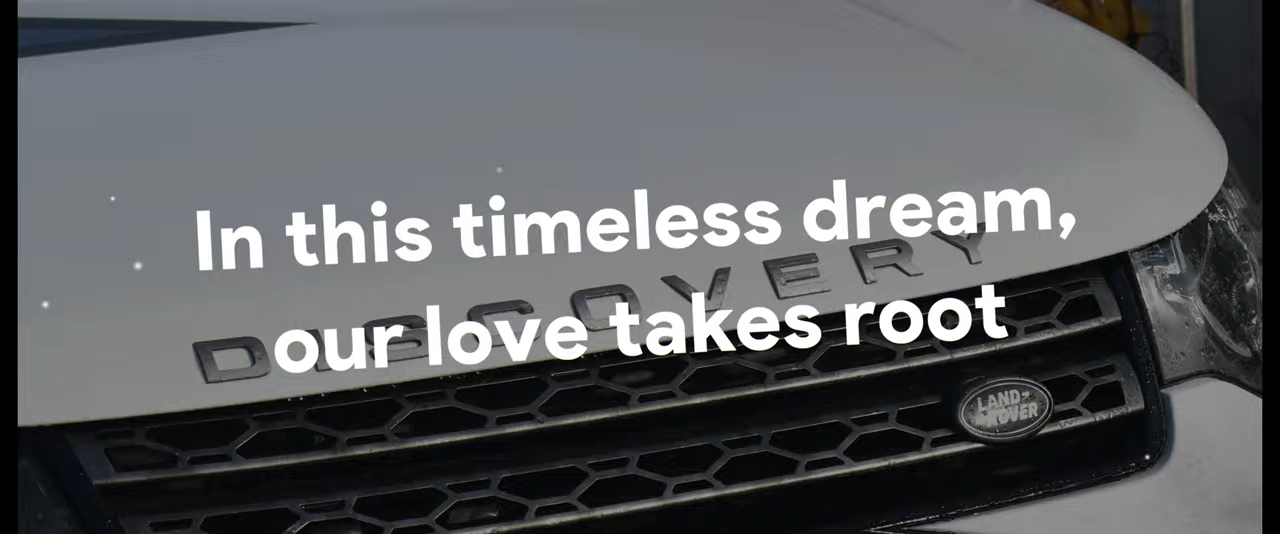 In this timeless dream,
DISCOVERY
our love takes root
LAND-
ROVER